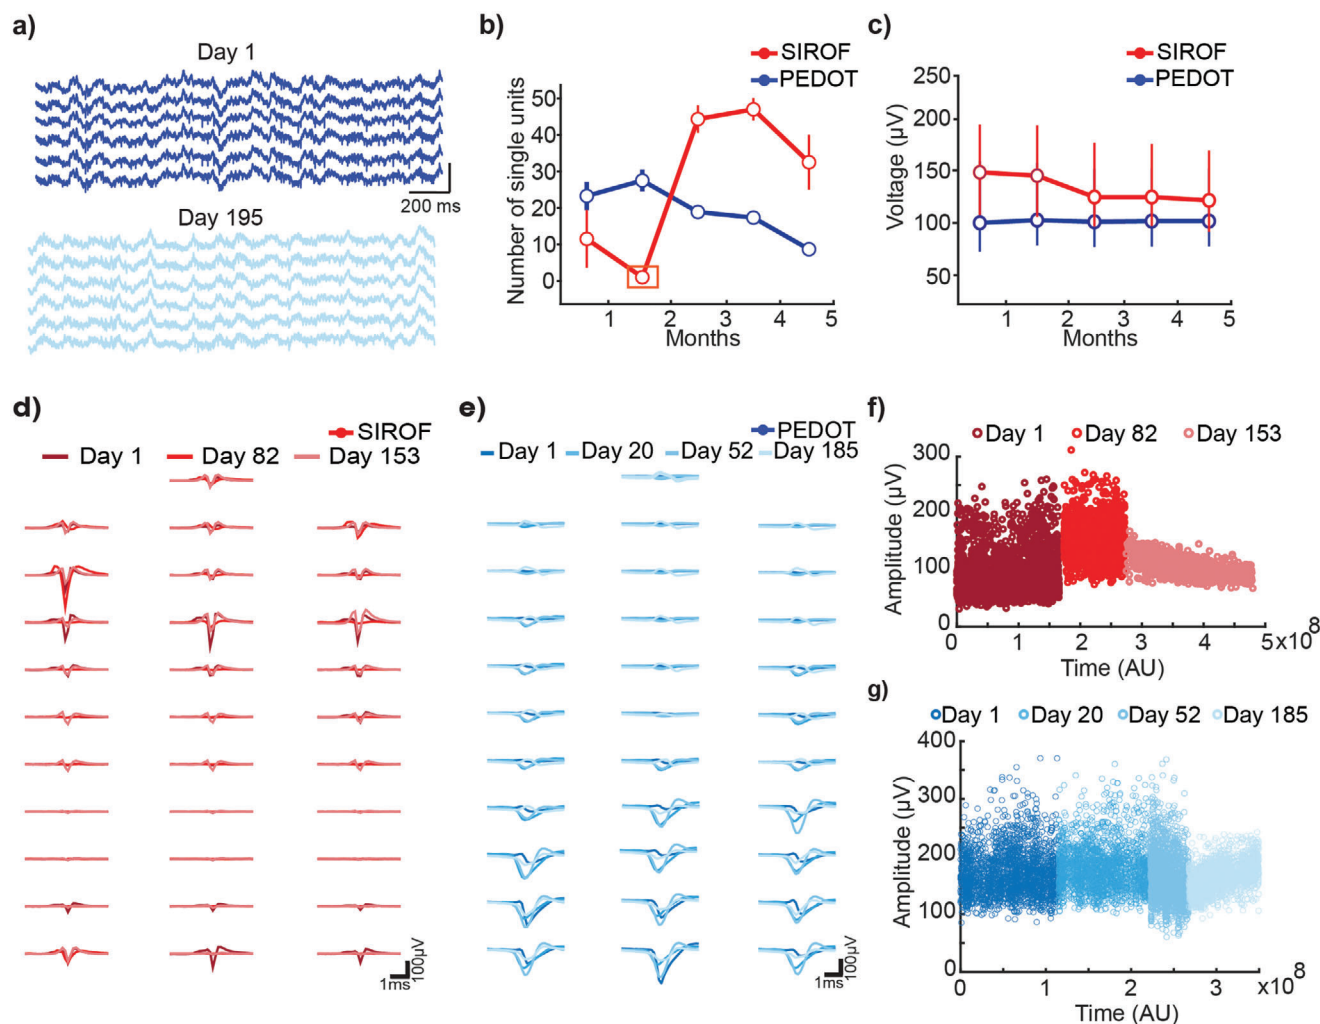 a)
Day 1
200 ms
Day 195
b)
SIROF
PEDOT
Number of single units
50
40
30
20
10
0
1 2 3 4 5
Months
c)
SIROF
PEDOT
Voltage (µV)
250
200
150
100
50
1 2 3 4 5
Months
d)
SIROF
Day 1 Day 82 Day 153
1ms
100µV
e)
PEDOT
Day 1 Day 20 Day 52 Day 185
1ms
100µV
f)
Day 1 Day 82 Day 153
Amplitude (µV)
300
200
100
0
0 1 2 3 4 5x10⁸
Time (AU)
g)
Day 1 Day 20 Day 52 Day 185
Amplitude (µV)
400
300
200
100
0
0 1 2 3 x10⁸
Time (AU)